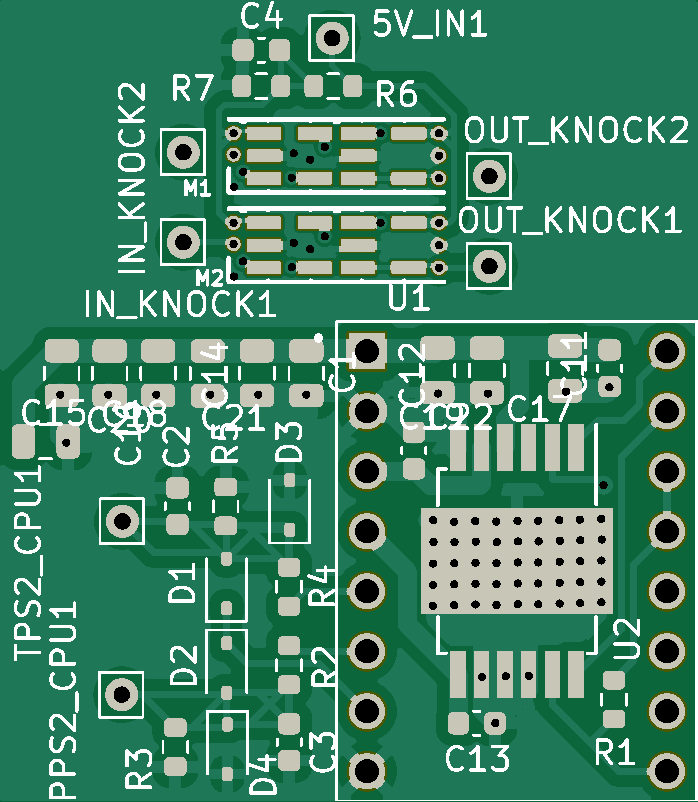 C4
5V_IN1
R7
R6
IN_KNOCK2
OUT_KNOCK2
M1
OUT_KNOCK1
M2
IN_KNOCK1
U1
C14
C1
C12
C11
C15
C18
C21
C19
C22
C17
C2
R5
D3
TPS2_CPU1
D1
R4
PPS2_CPU1
D2
R2
U2
R3
D4
C3
C13
R1